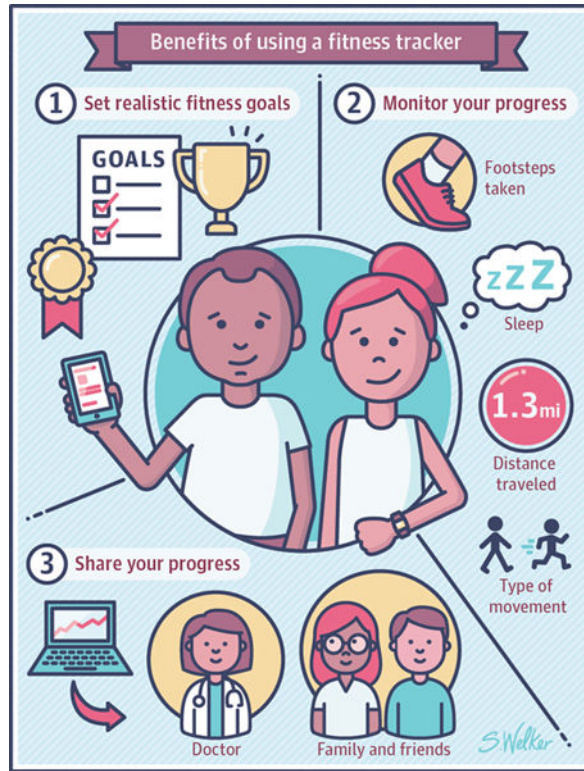 Benefits of using a fitness tracker
1 Set realistic fitness goals
GOALS
2 Monitor your progress
Footsteps
taken
zzZ
Sleep
1.3mi
Distance
traveled
Type of
movement
3 Share your progress
Doctor
Family and friends
S.Welker